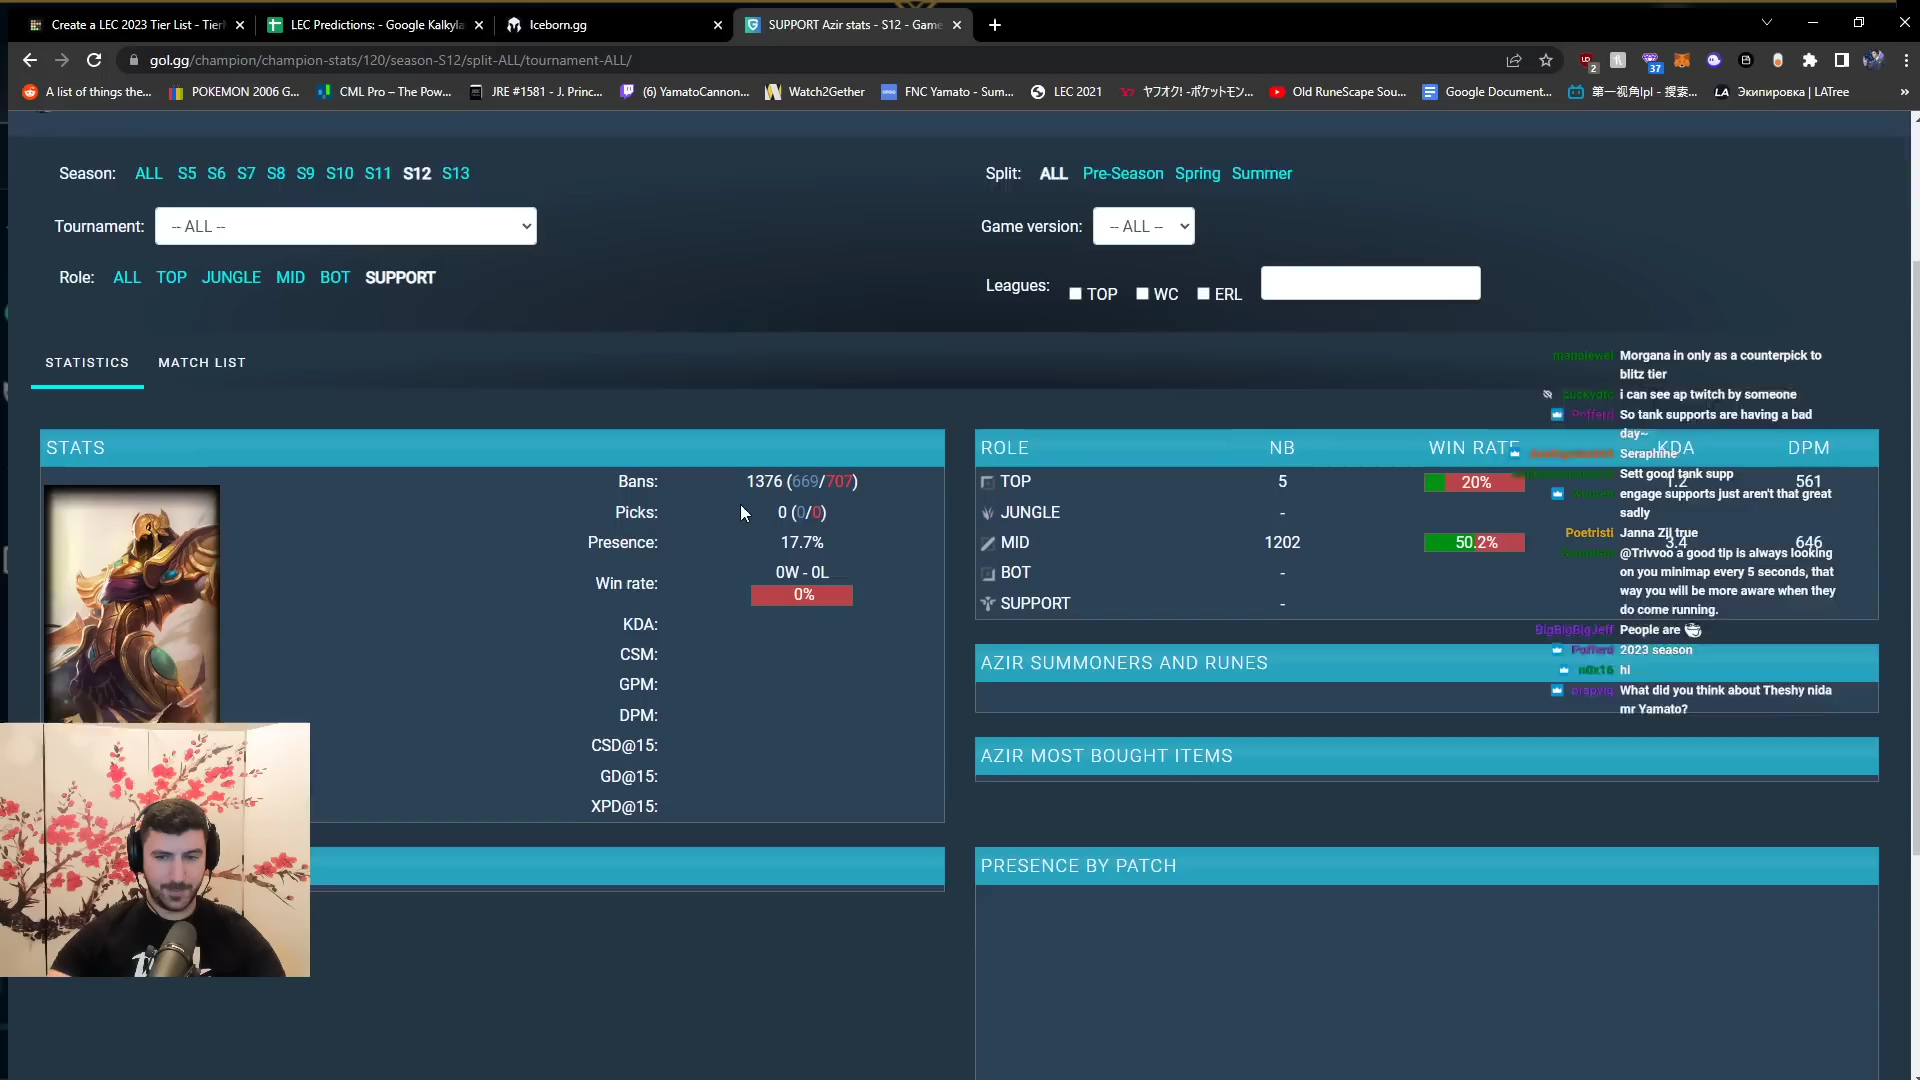 Create a LEC 2023 Tier List - Tier
LEC Predictions: - Google Kalkyla
Iceborn.gg
SUPPORT Azir stats - S12 - Game
gol.gg/champion/champion-stats/120/season-S12/split-ALL/tournament-ALL/
2
37
A list of things the...
POKEMON 2006 G...
CML Pro – The Pow...
JRE #1581 - J. Princ...
(6) YamatoCannon...
Watch2Gether
FNC Yamato - Sum...
LEC 2021
ヤフオク! -ポケットモン...
Old RuneScape Sou...
Google Document...
第一视角lpl - 搜索...
Экипировка | LATree
Season: ALL S5 S6 S7 S8 S9 S10 S11 S12 S13
Split: ALL Pre-Season Spring Summer
Tournament: -- ALL --
Game version: -- ALL --
Role: ALL TOP JUNGLE MID BOT SUPPORT
Leagues: TOP WC ERL
STATISTICS MATCH LIST
STATS
Bans: 1376 (669/707)
Picks: 0 (0/0)
Presence: 17.7%
Win rate: 0W - 0L
0%
KDA:
CSM:
GPM:
DPM:
CSD@15:
GD@15:
XPD@15:
ROLE NB WIN RATE KDA DPM
TOP 5 20% 1.2 561
JUNGLE -
MID 1202 50.2% 3.4 646
BOT -
SUPPORT -
AZIR SUMMONERS AND RUNES
AZIR MOST BOUGHT ITEMS
PRESENCE BY PATCH
Morgana in only as a counterpick to
blitz tier
i can see ap twitch by someone
So tank supports are having a bad
day~
Seraphine
Sett good tank supp
engage supports just aren't that great
sadly
Poetristi Janna Zil true
@Trivvoo a good tip is always looking
on you minimap every 5 seconds, that
way you will be more aware when they
do come running.
BigBigBigJeff People are
2023 season
n0x16 hi
What did you think about Theshy nida
mr Yamato?